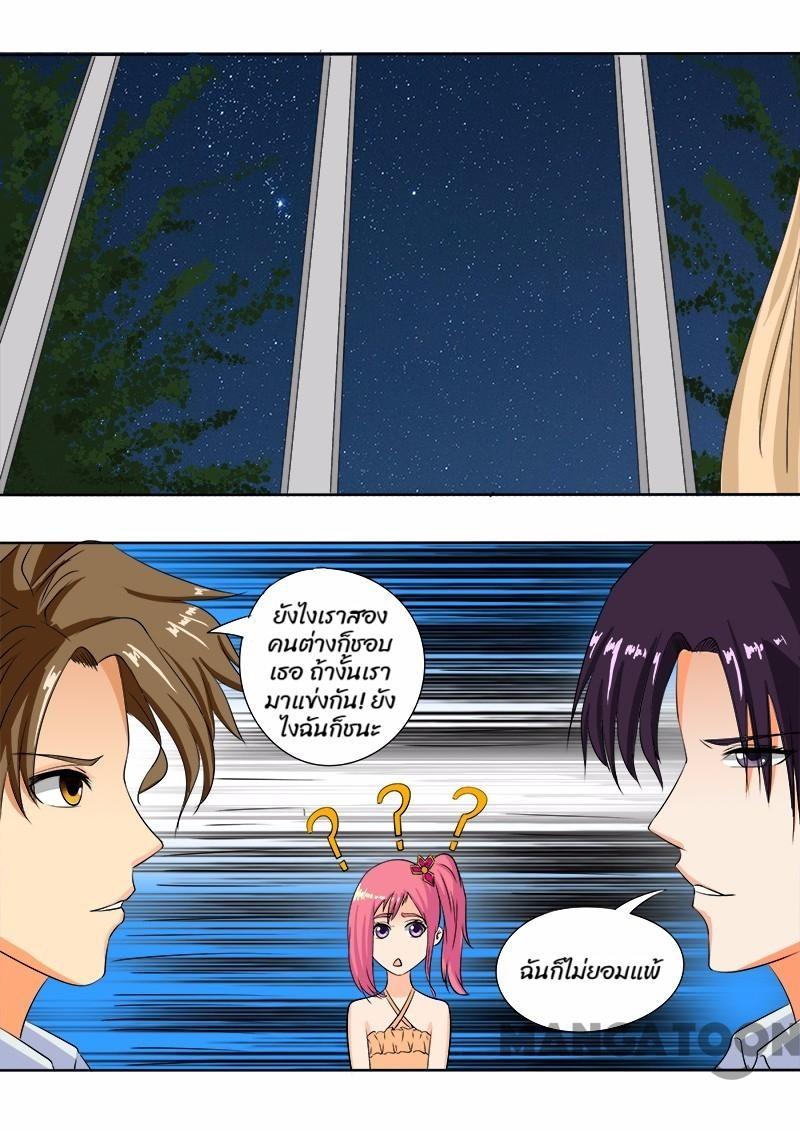 ยังไงเราสอง
คนต่างก็ชอบ
เธอ ถ้างั้นเรา
มาแข่งกัน! ยัง
ไงฉันก็ชนะ
? ? ?
ฉันก็ไม่ยอมแพ้
MANGATOON